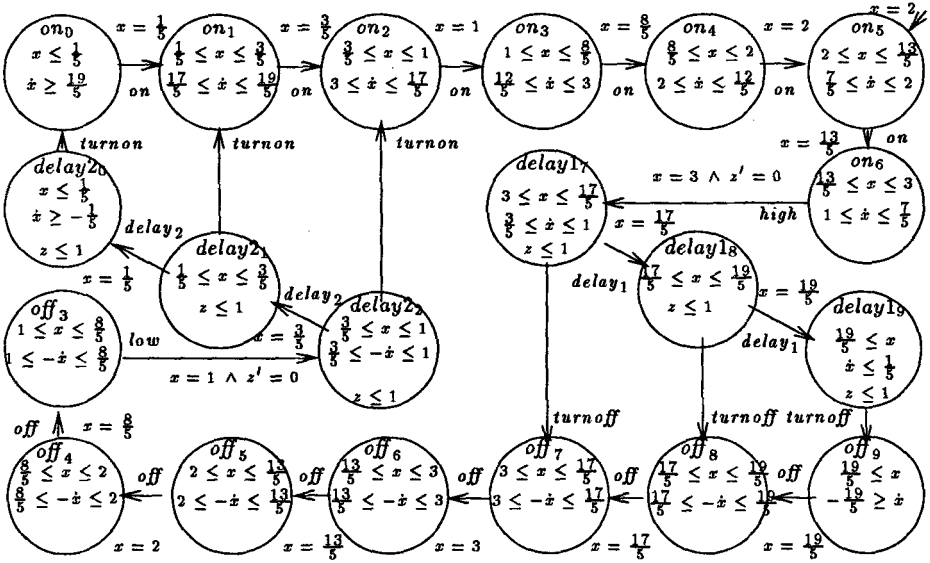 x = 2
on₀
x ≤ 1/5
ẋ ≥ 19/5
x = 1/5
on
on₁
1/5 ≤ x ≤ 3/5
17/5 ≤ ẋ ≤ 19/5
x = 3/5
on
on₂
3/5 ≤ x ≤ 1
3 ≤ ẋ ≤ 17/5
x = 1
on
on₃
1 ≤ x ≤ 8/5
12/5 ≤ ẋ ≤ 3
x = 8/5
on
on₄
8/5 ≤ x ≤ 2
2 ≤ ẋ ≤ 12/5
x = 2
on
on₅
2 ≤ x ≤ 13/5
7/5 ≤ ẋ ≤ 2
turnon
turnon
turnon
x = 13/5
on
delay2₀
x ≤ 1/5
ẋ ≥ −1/5
z ≤ 1
delay₂
x = 1/5
delay1₇
3 ≤ x ≤ 17/5
3/5 ≤ ẋ ≤ 1
z ≤ 1
x = 3 ∧ z′ = 0
high
on₆
13/5 ≤ x ≤ 3
1 ≤ ẋ ≤ 7/5
x = 17/5
delay₁
delay2₁
1/5 ≤ x ≤ 3/5
z ≤ 1
delay₂
x = 3/5
delay1₈
17/5 ≤ x ≤ 19/5
z ≤ 1
x = 19/5
delay₁
off₃
1 ≤ x ≤ 8/5
1 ≤ −ẋ ≤ 8/5
low
x = 1 ∧ z′ = 0
delay2₂
3/5 ≤ x ≤ 1
3/5 ≤ −ẋ ≤ 1
z ≤ 1
delay1₉
19/5 ≤ x
ẋ ≤ 1/5
z ≤ 1
off
x = 8/5
turnoff
turnoff
turnoff
off₄
8/5 ≤ x ≤ 2
8/5 ≤ −ẋ ≤ 2
off
x = 2
off₅
2 ≤ x ≤ 13/5
2 ≤ −ẋ ≤ 13/5
off
x = 13/5
off₆
13/5 ≤ x ≤ 3
13/5 ≤ −ẋ ≤ 3
off
x = 3
off₇
3 ≤ x ≤ 17/5
3 ≤ −ẋ ≤ 17/5
off
x = 17/5
off₈
17/5 ≤ x ≤ 19/5
17/5 ≤ −ẋ ≤ 19/5
off
x = 19/5
off₉
19/5 ≤ x
−19/5 ≥ ẋ